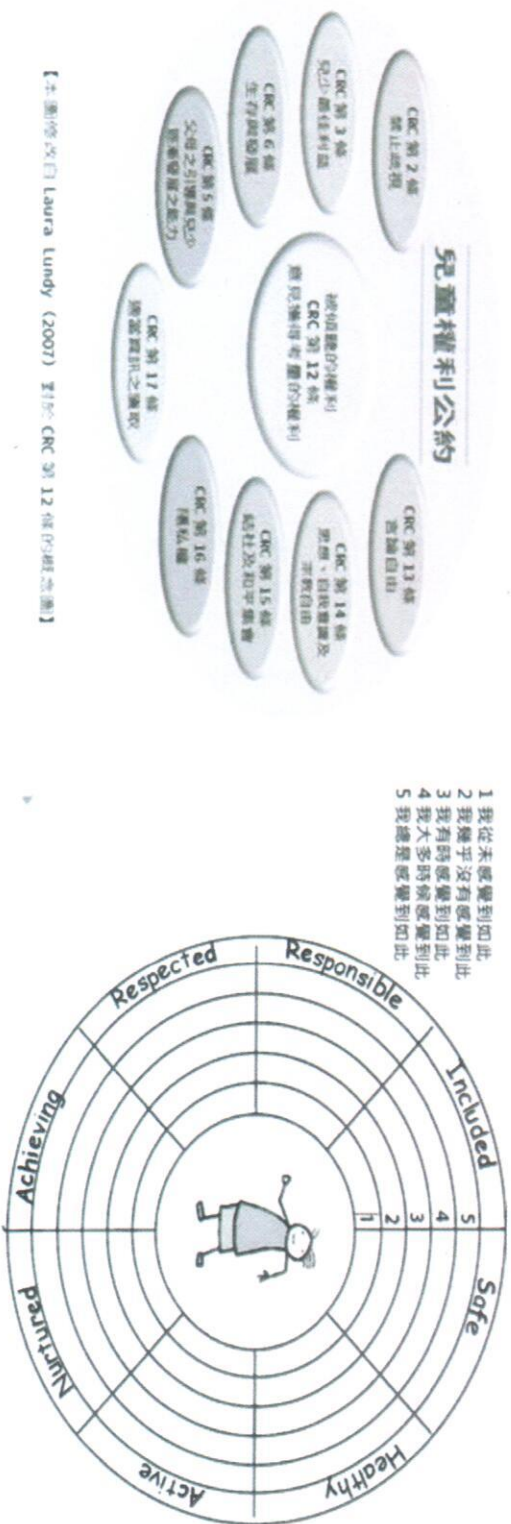 兒童權利公約
CRC 第 2 條
禁止歧視
CRC 第 3 條
兒少最佳利益
CRC 第 6 條
生存與發展
CRC 第 5 條
父母之引導與兒少
逐漸發展之能力
被傾聽的權利
CRC 第 12 條
意見獲得考量的權利
CRC 第 17 條
適當資訊之獲取
CRC 第 13 條
言論自由
CRC 第 14 條
思想、自我意識及
宗教自由
CRC 第 15 條
結社及和平集會
CRC 第 16 條
隱私權
【本圖修改自 Laura Lundy (2007) 對於 CRC 第 12 條的概念圖】
1 我從未感覺到如此
2 我幾乎沒有感覺到此
3 我有時感覺到如此
4 我大多時候感覺到此
5 我總是感覺到如此
Safe
Healthy
Active
Nurtured
Achieving
Respected
Responsible
Included
5
4
3
2
1